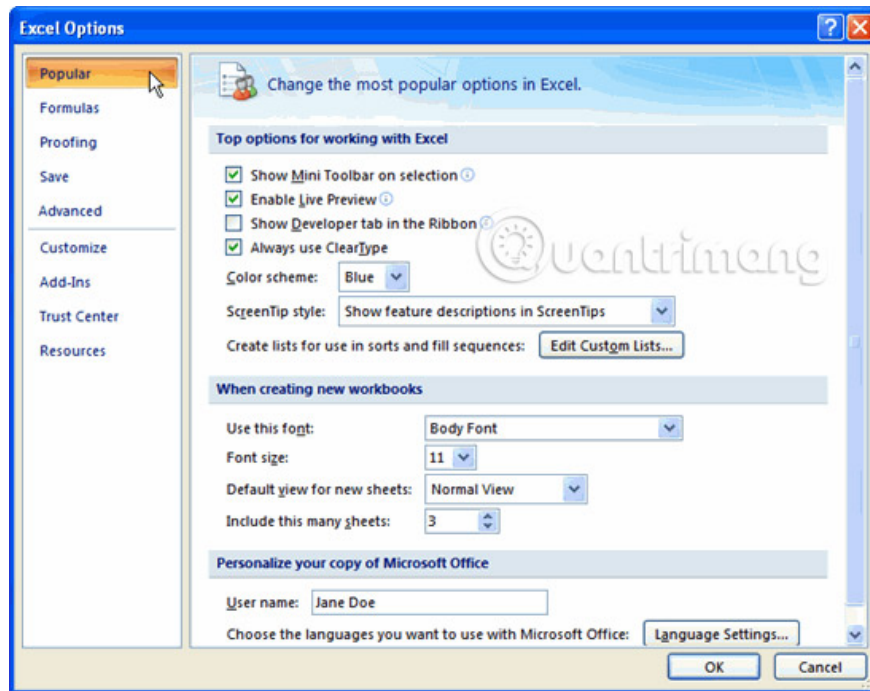 Excel Options
Popular
Formulas
Proofing
Save
Advanced
Customize
Add-Ins
Trust Center
Resources
Change the most popular options in Excel.
Top options for working with Excel
Show Mini Toolbar on selection
Enable Live Preview
Show Developer tab in the Ribbon
Always use ClearType
Color scheme: Blue
ScreenTip style: Show feature descriptions in ScreenTips
Create lists for use in sorts and fill sequences: Edit Custom Lists...
When creating new workbooks
Use this font: Body Font
Font size: 11
Default view for new sheets: Normal View
Include this many sheets: 3
Personalize your copy of Microsoft Office
User name: Jane Doe
Choose the languages you want to use with Microsoft Office: Language Settings...
OK Cancel
Quantrimang